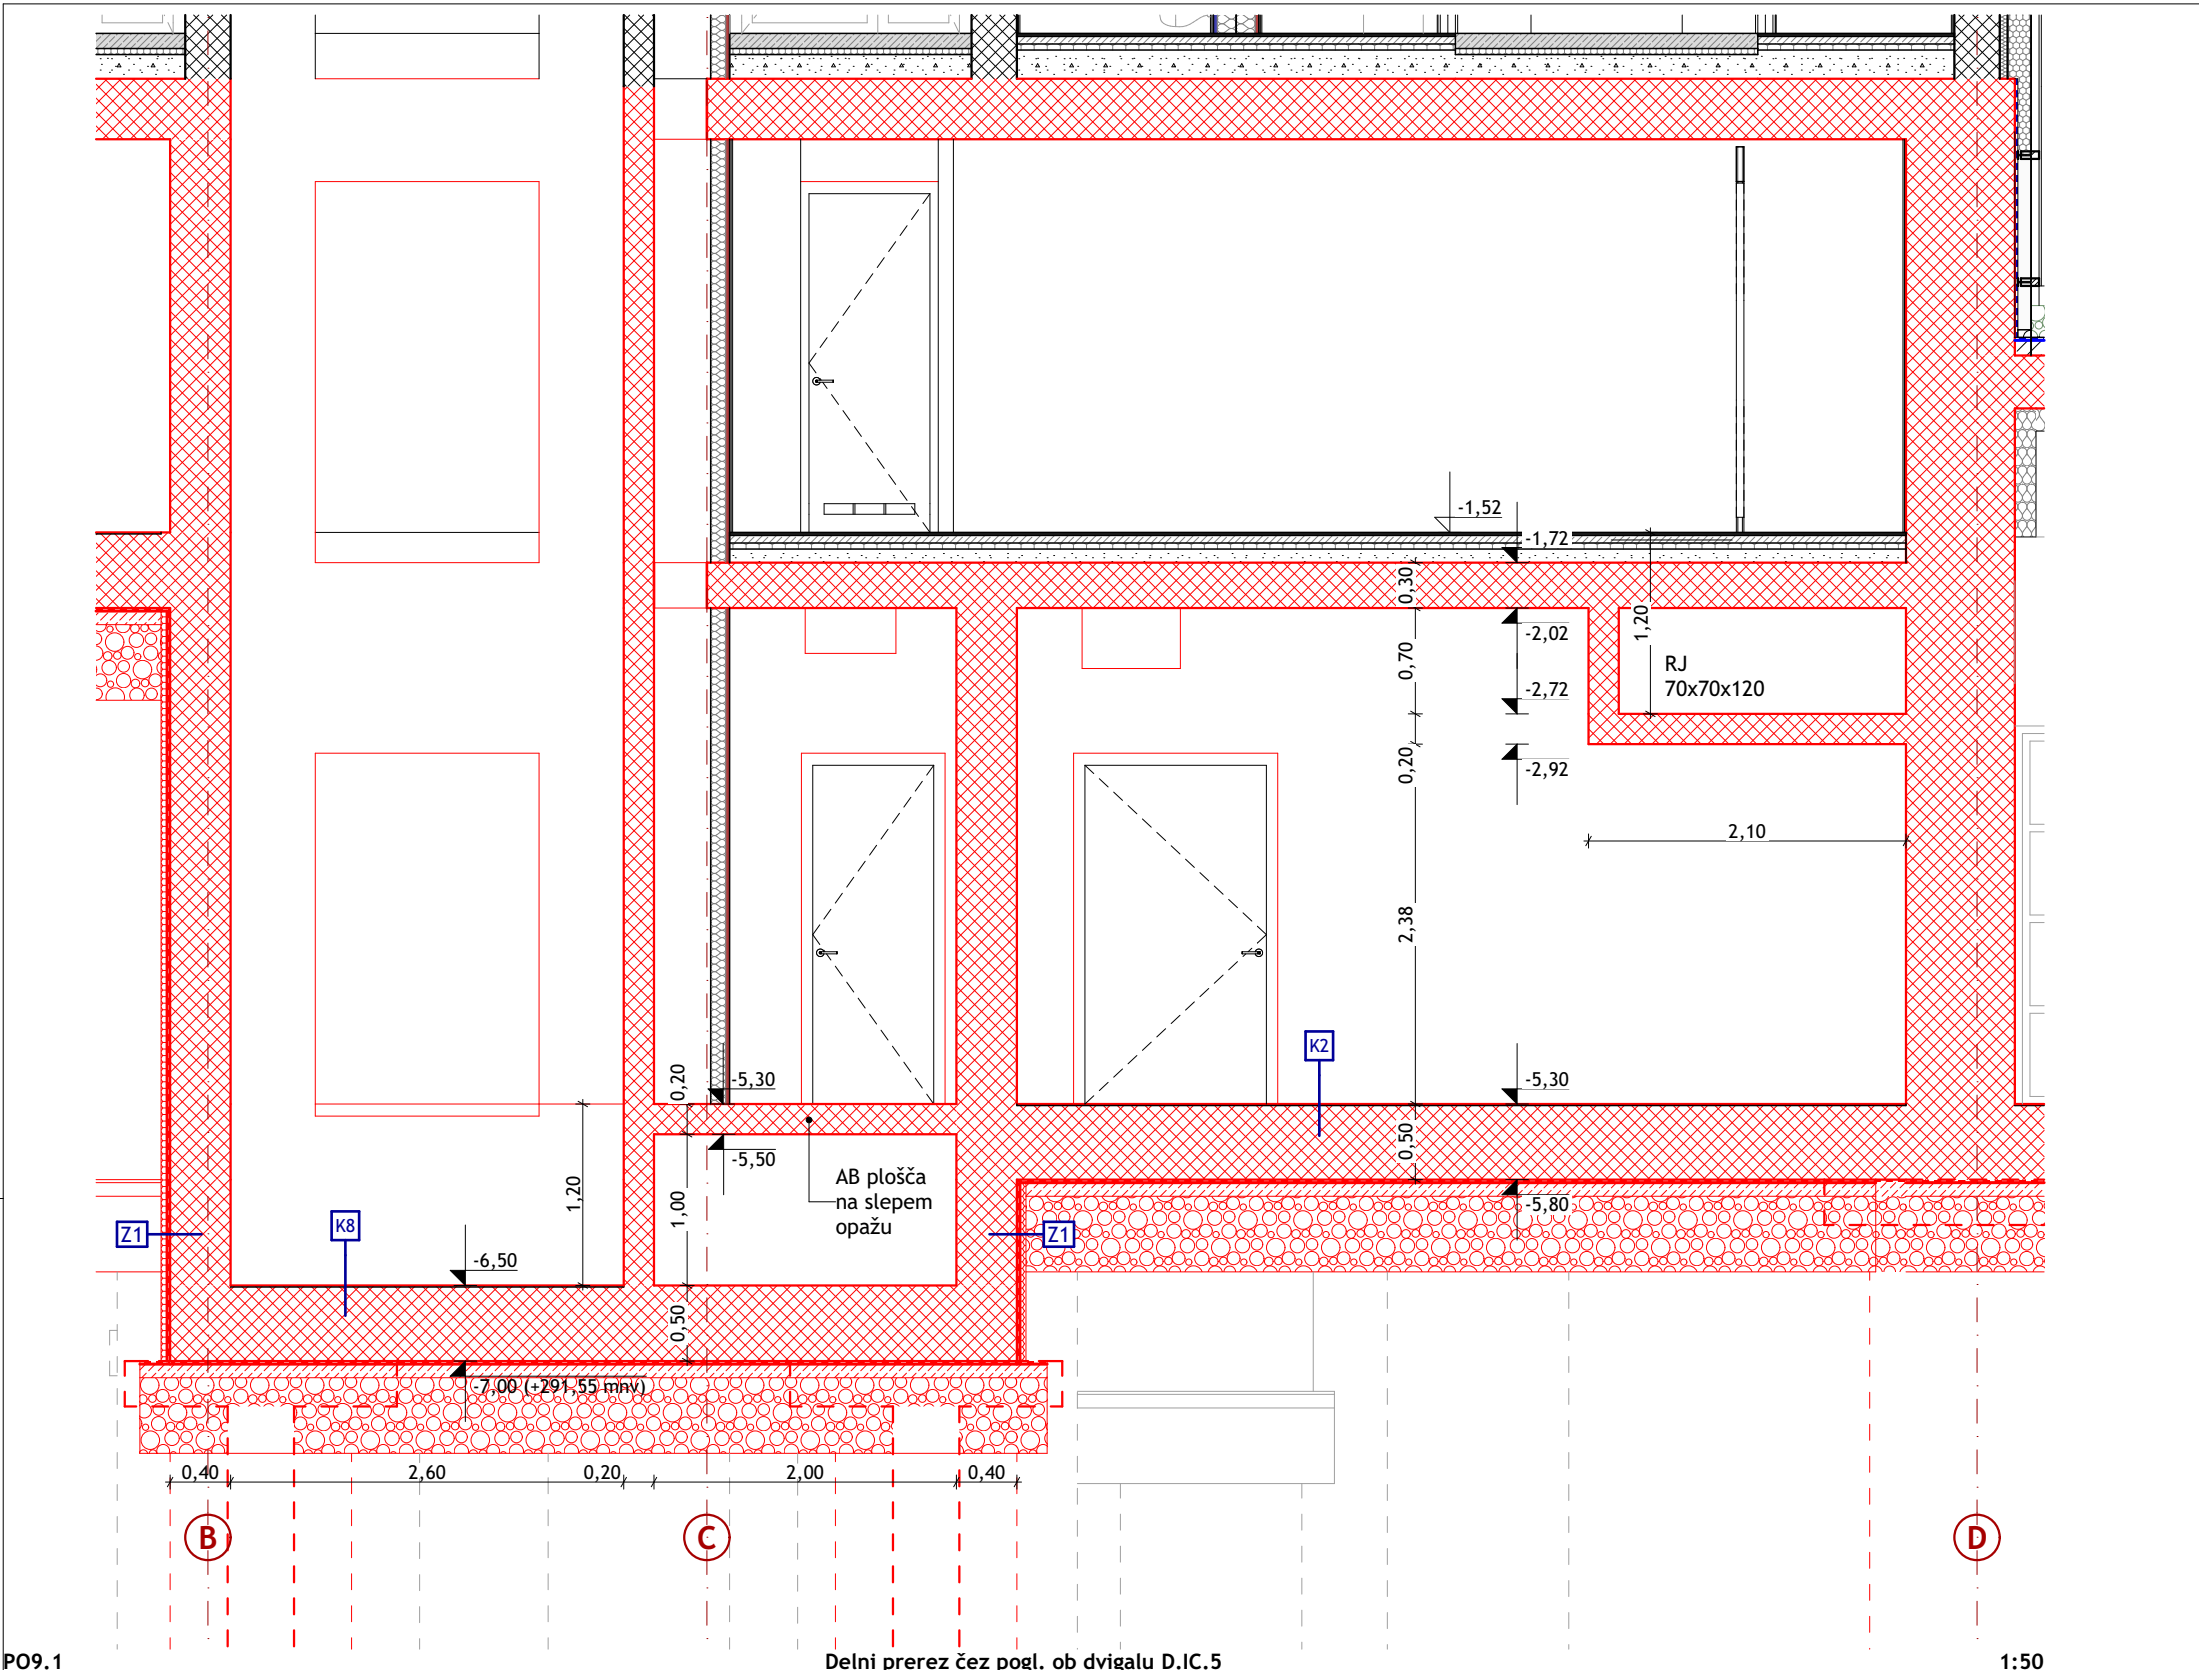 -1,52
-1,72
0,30
-2,02
1,20
0,70
RJ
70x70x120
-2,72
0,20
-2,92
2,10
2,38
K2
0,20
-5,30
-5,30
0,50
-5,50
AB plošča
na slepem
opažu
1,20
1,00
-5,80
Z1
K8
Z1
-6,50
0,50
-7,00 (+291,55 mnv)
0,40
2,60
0,20
2,00
0,40
B
C
D
PO9.1
Delni prerez čez pogl. ob dvigalu D.IC.5
1:50